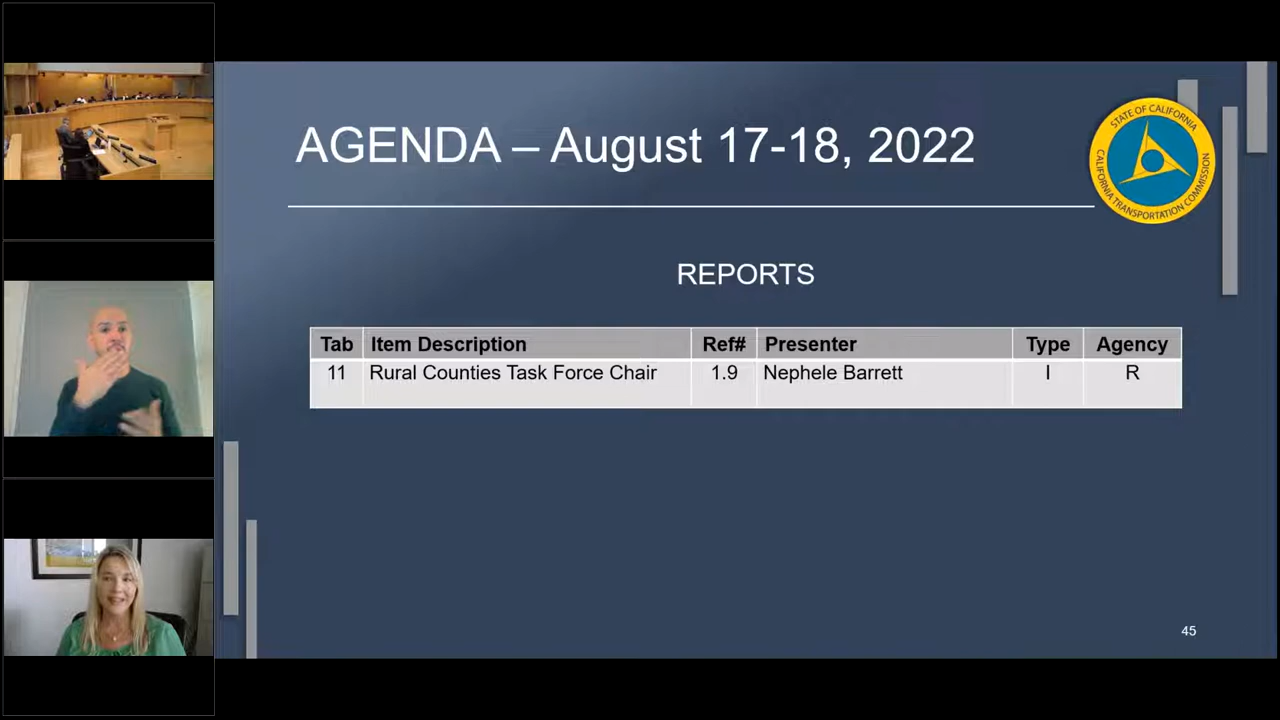 AGENDA – August 17-18, 2022
STATE OF CALIFORNIA
CALIFORNIA TRANSPORTATION COMMISSION
REPORTS
Tab Item Description Ref# Presenter Type Agency
11 Rural Counties Task Force Chair 1.9 Nephele Barrett I R
45